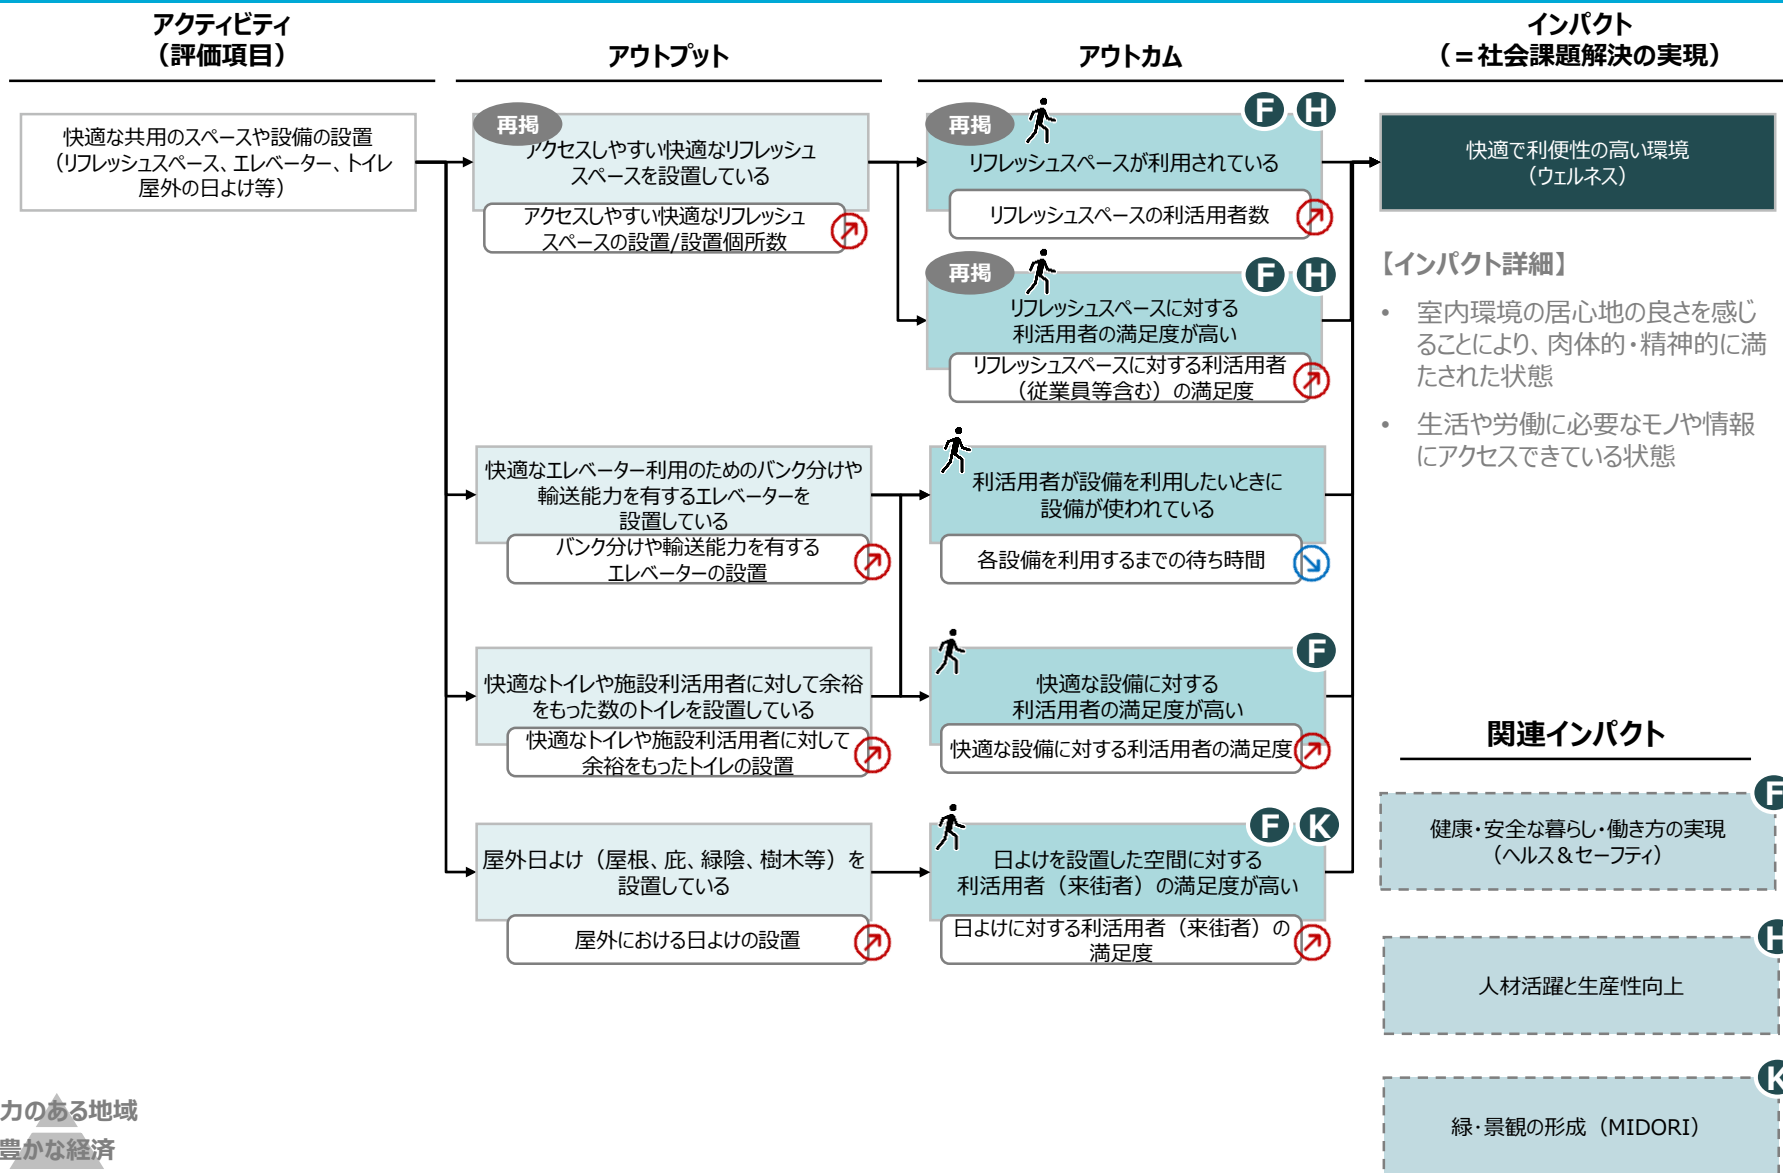 アクティビティ
（評価項目）
アウトプット
アウトカム
インパクト
（＝社会課題解決の実現）
快適な共用のスペースや設備の設置
（リフレッシュスペース、エレベーター、トイレ
屋外の日よけ等）
再掲
アクセスしやすい快適なリフレッシュ
スペースを設置している
アクセスしやすい快適なリフレッシュ
スペースの設置/設置個所数
再掲
F H
リフレッシュスペースが利用されている
リフレッシュスペースの利活用者数
再掲
F H
リフレッシュスペースに対する
利活用者の満足度が高い
リフレッシュスペースに対する利活用者
（従業員等含む）の満足度
快適で利便性の高い環境
（ウェルネス）
【インパクト詳細】
• 室内環境の居心地の良さを感じ
ることにより、肉体的・精神的に満
たされた状態
• 生活や労働に必要なモノや情報
にアクセスできている状態
快適なエレベーター利用のためのバンク分けや
輸送能力を有するエレベーターを
設置している
バンク分けや輸送能力を有する
エレベーターの設置
利活用者が設備を利用したいときに
設備が使われている
各設備を利用するまでの待ち時間
快適なトイレや施設利活用者に対して余裕
をもった数のトイレを設置している
快適なトイレや施設利活用者に対して
余裕をもったトイレの設置
F
快適な設備に対する
利活用者の満足度が高い
快適な設備に対する利活用者の満足度
屋外日よけ（屋根、庇、緑陰、樹木等）を
設置している
屋外における日よけの設置
F K
日よけを設置した空間に対する
利活用者（来街者）の満足度が高い
日よけに対する利活用者（来街者）の
満足度
関連インパクト
F
健康・安全な暮らし・働き方の実現
（ヘルス＆セーフティ）
H
人材活躍と生産性向上
K
緑・景観の形成（MIDORI）
力のある地域
豊かな経済